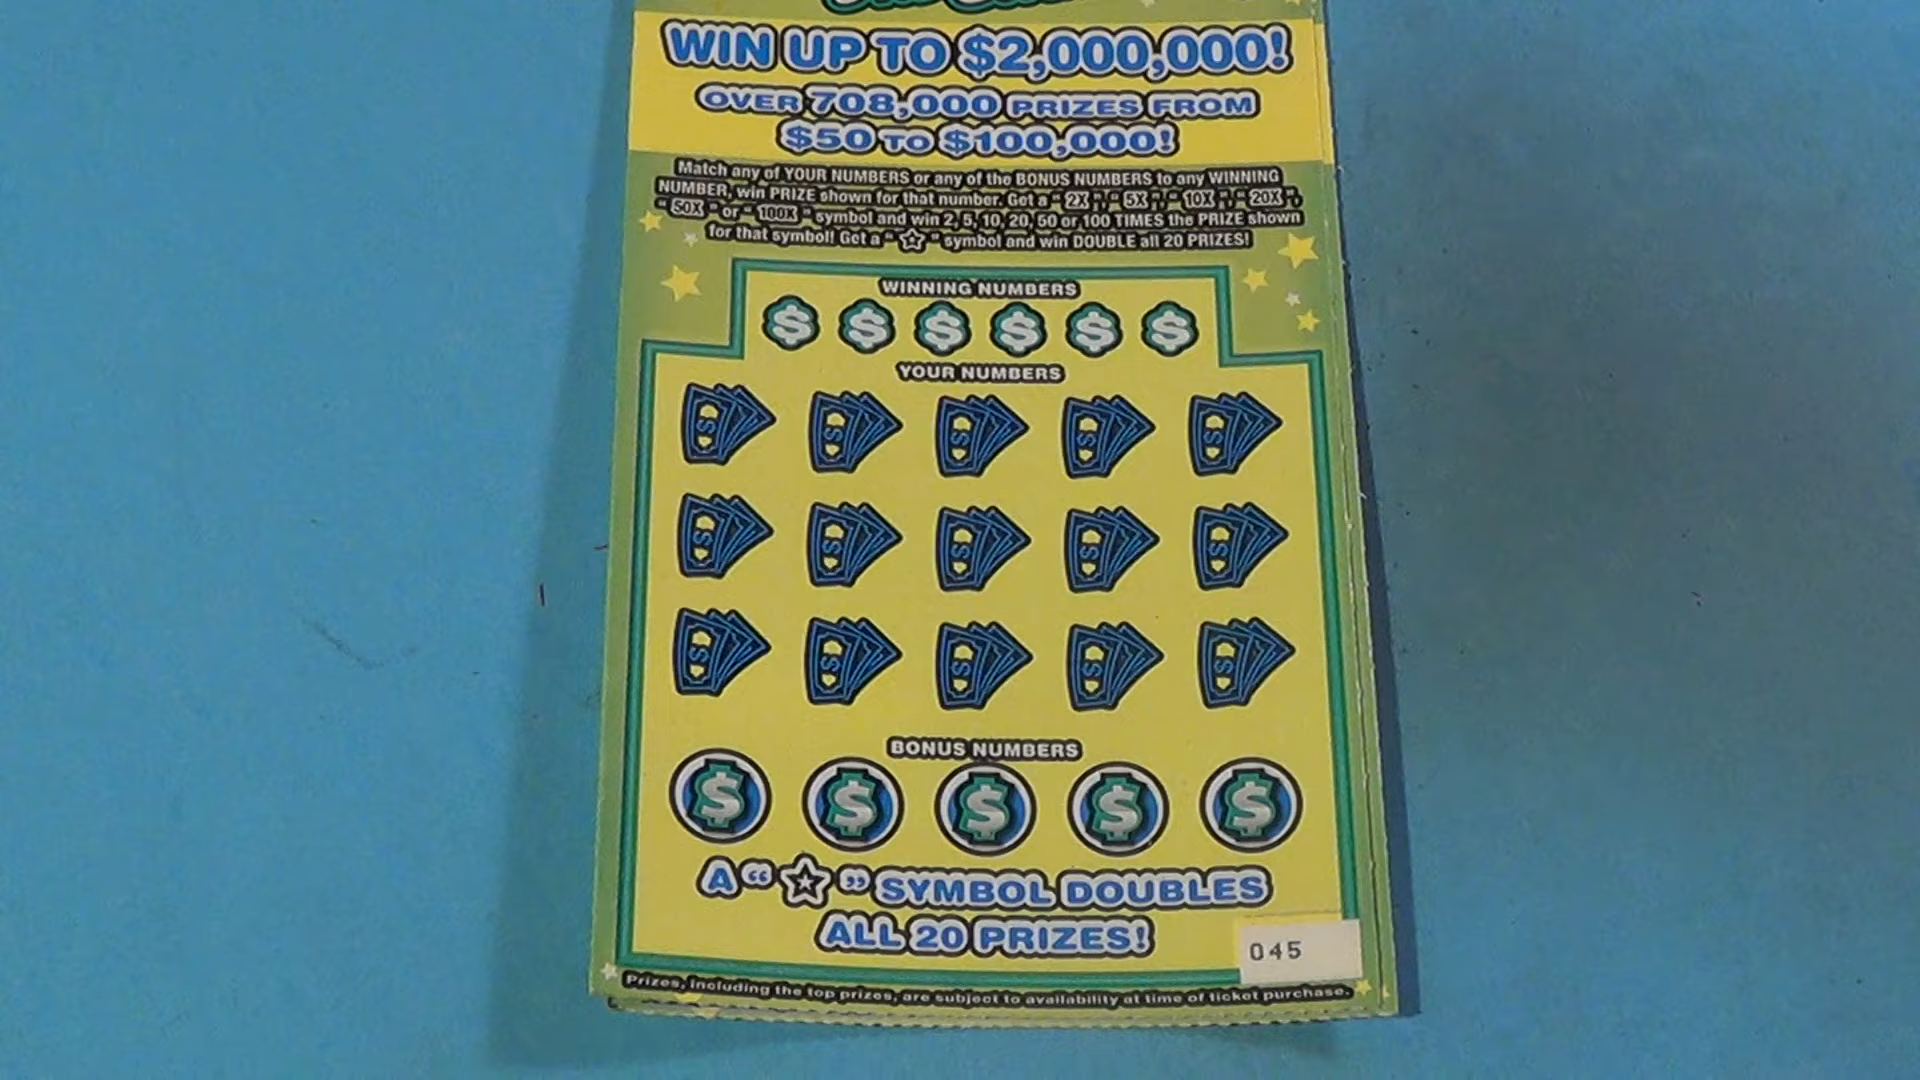 WIN UP TO $2,000,000!
OVER 708,000 PRIZES FROM
$50 TO $100,000!
Match any of YOUR NUMBERS or any of the BONUS NUMBERS to any WINNING
NUMBER, win PRIZE shown for that number. Get a "2X", "5X", "10X", "20X",
"50X" or "100X" symbol and win 2, 5, 10, 20, 50 or 100 TIMES the PRIZE shown
for that symbol! Get a "☆" symbol and win DOUBLE all 20 PRIZES!
WINNING NUMBERS
$ $ $ $ $ $
YOUR NUMBERS
$ $ $ $ $
$ $ $ $ $
$ $ $ $ $
BONUS NUMBERS
$ $ $ $ $
A "☆" SYMBOL DOUBLES
ALL 20 PRIZES!
045
Prizes, including the top prizes, are subject to availability at time of ticket purchase.